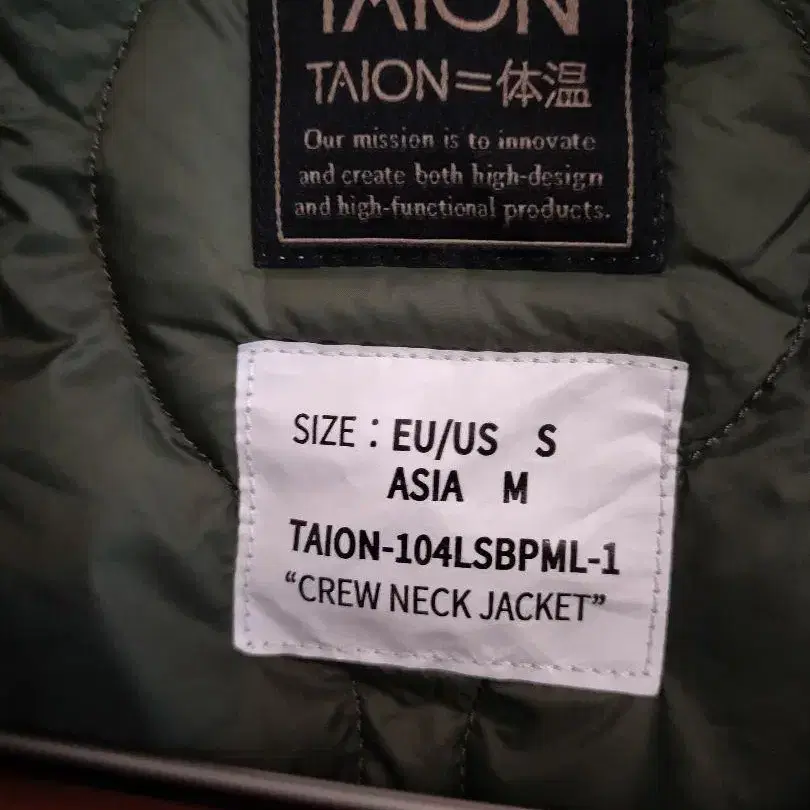 TAION
TAION=体温
Our mission is to innovate
and create both high-design
and high-functional products.
SIZE : EU/US S
ASIA M
TAION-104LSBPML-1
“CREW NECK JACKET”